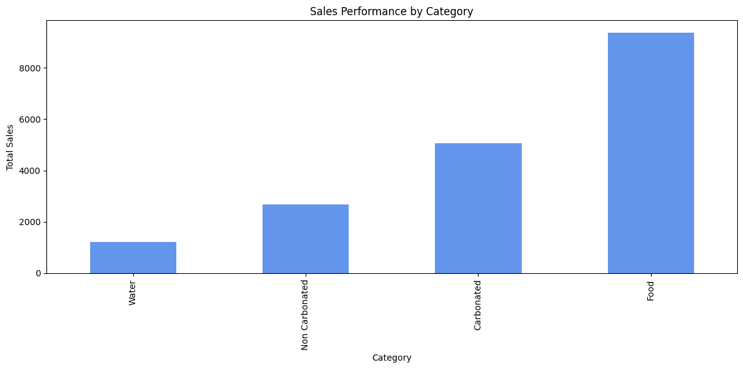 Sales Performance by Category
Total Sales
8000
6000
4000
2000
0
Water
Non Carbonated
Carbonated
Food
Category